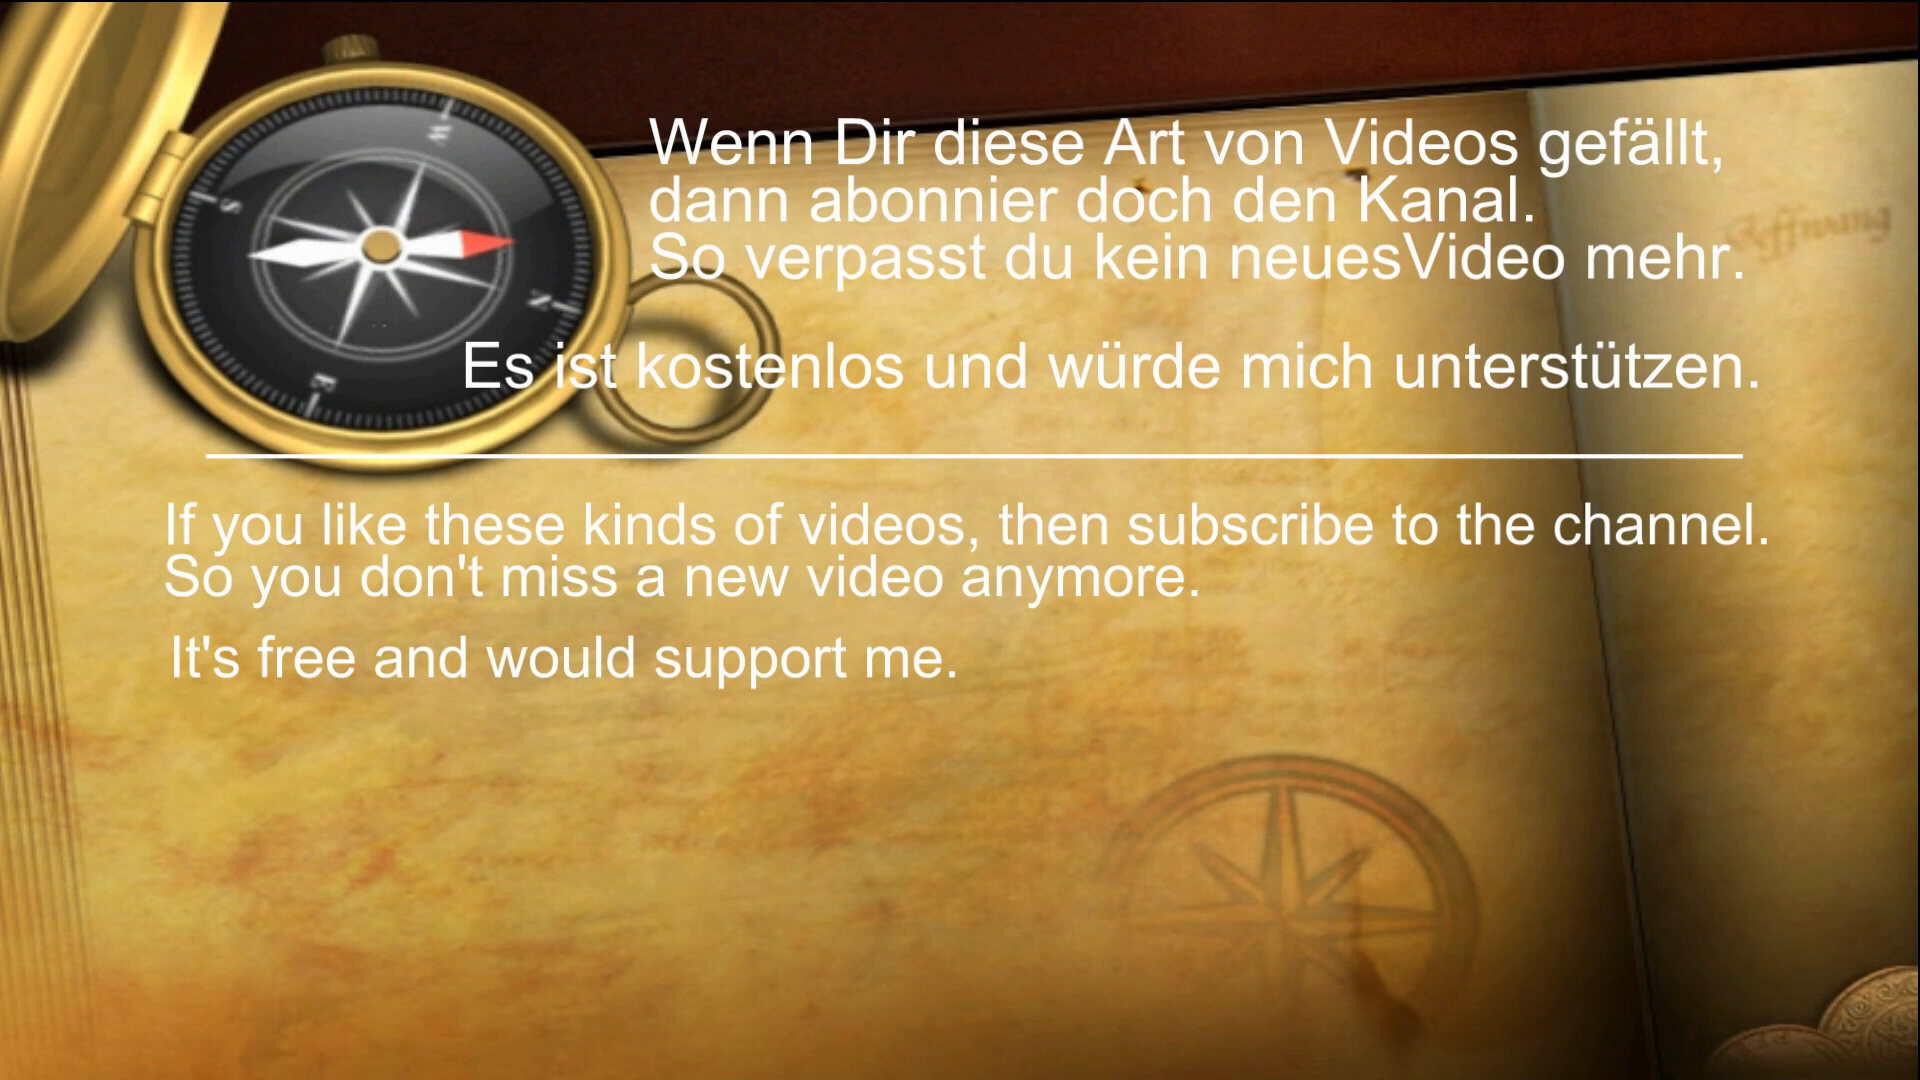 Wenn Dir diese Art von Videos gefällt,
dann abonnier doch den Kanal.
So verpasst du kein neuesVideo mehr.
Es ist kostenlos und würde mich unterstützen.
If you like these kinds of videos, then subscribe to the channel.
So you don't miss a new video anymore.
It's free and would support me.
W
S
N
E